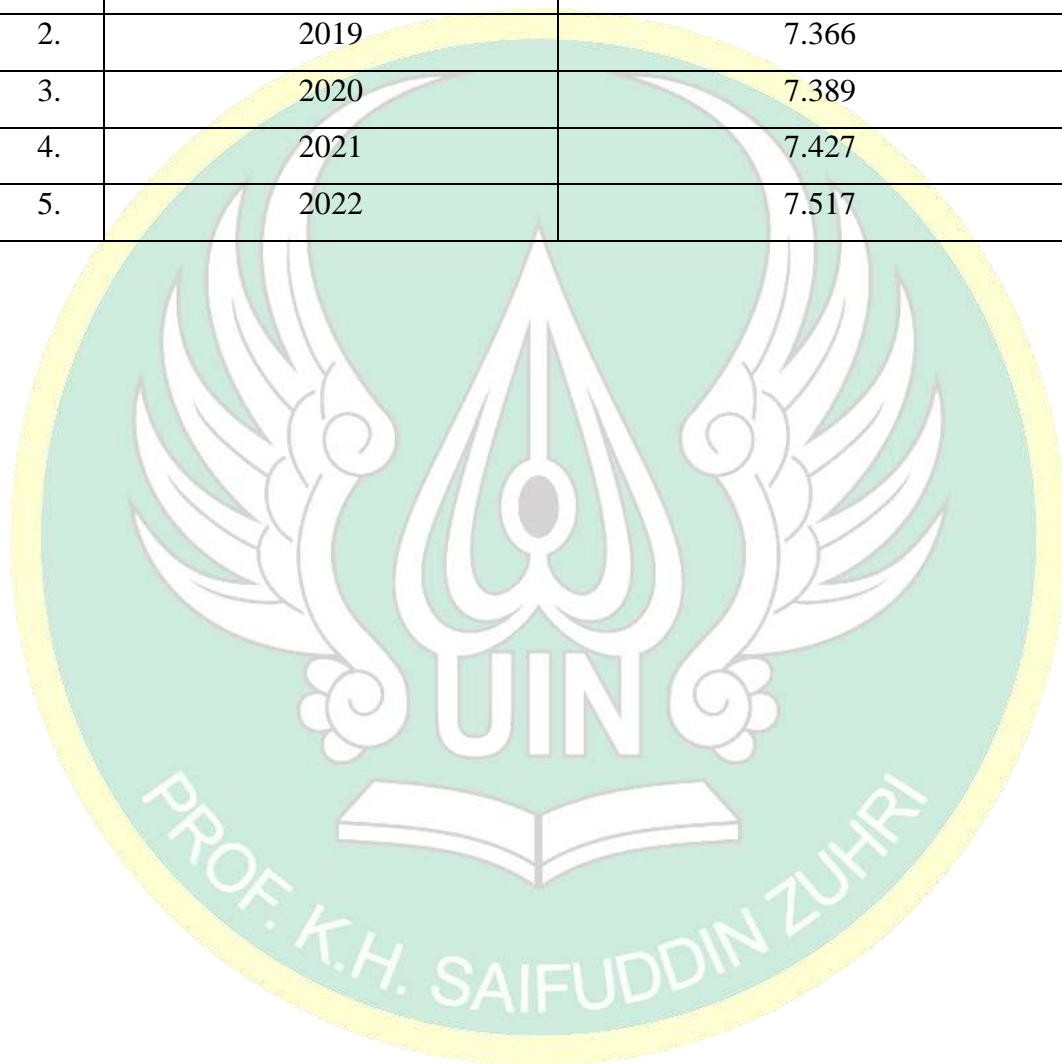 2. 2019 7.366
3. 2020 7.389
4. 2021 7.427
5. 2022 7.517
UIN
PROF. K.H. SAIFUDDIN ZUHRI